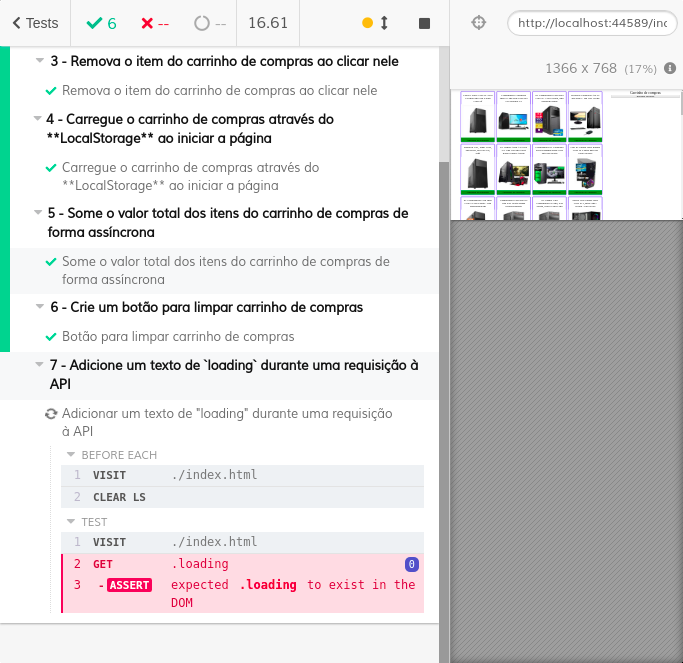 Tests
6
--
--
16.61
http://localhost:44589/inc
1366 x 768 (17%)
3 - Remova o item do carrinho de compras ao clicar nele
Remova o item do carrinho de compras ao clicar nele
4 - Carregue o carrinho de compras através do
**LocalStorage** ao iniciar a página
Carregue o carrinho de compras através do
**LocalStorage** ao iniciar a página
5 - Some o valor total dos itens do carrinho de compras de
forma assíncrona
Some o valor total dos itens do carrinho de compras de
forma assíncrona
6 - Crie um botão para limpar carrinho de compras
Botão para limpar carrinho de compras
7 - Adicione um texto de `loading` durante uma requisição à
API
Adicionar um texto de "loading" durante uma requisição
à API
BEFORE EACH
1 VISIT ./index.html
2 CLEAR LS
TEST
1 VISIT ./index.html
2 GET .loading 0
3 -ASSERT expected .loading to exist in the
DOM